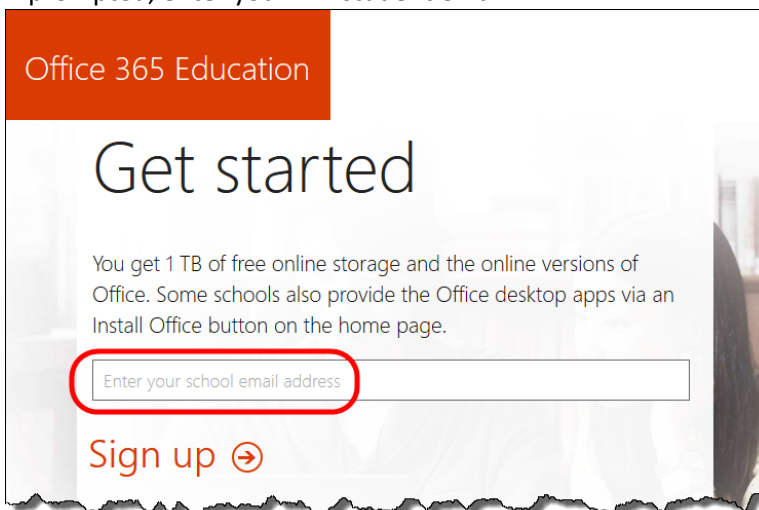 Office 365 Education
Get started
You get 1 TB of free online storage and the online versions of
Office. Some schools also provide the Office desktop apps via an
Install Office button on the home page.
Enter your school email address
Sign up